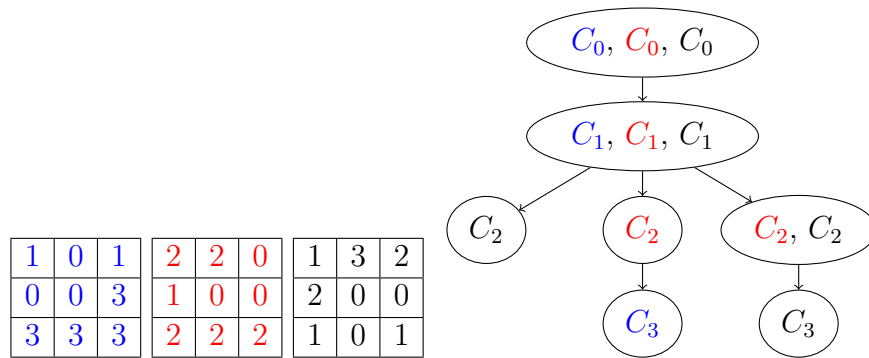 C₀, C₀, C₀
C₁, C₁, C₁
C₂ C₂ C₂, C₂
C₃ C₃
1 0 1 2 2 0 1 3 2
0 0 3 1 0 0 2 0 0
3 3 3 2 2 2 1 0 1